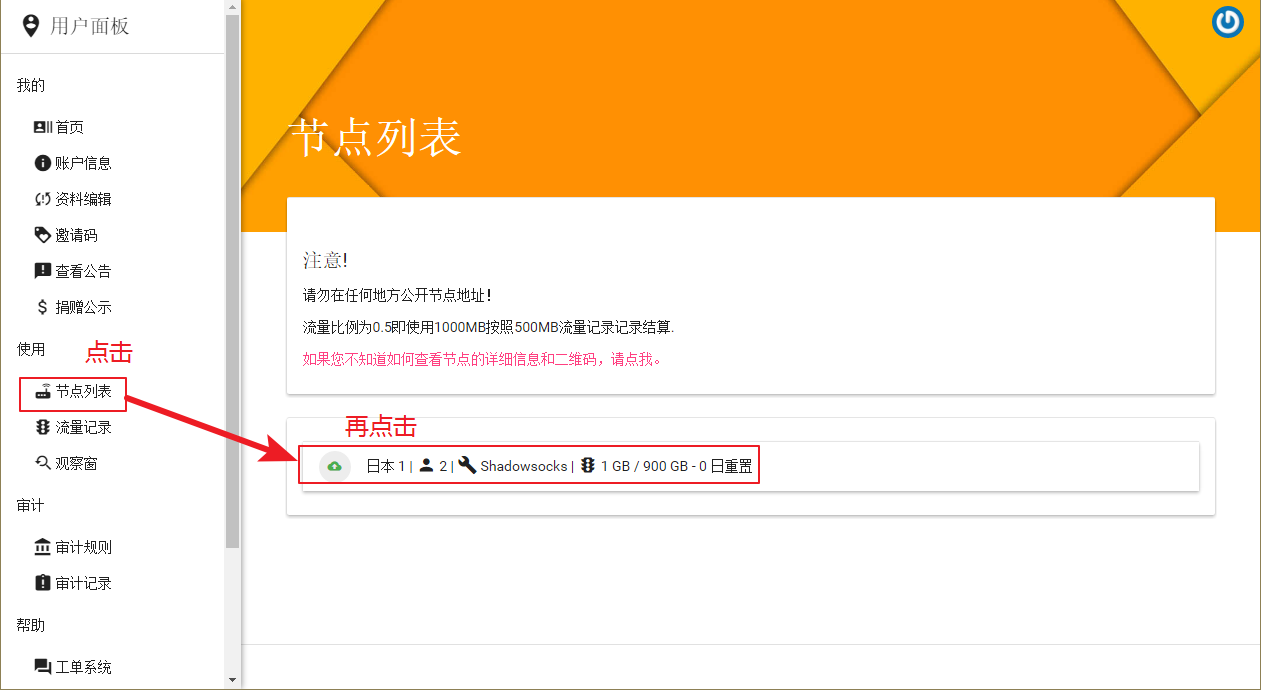 用户面板
我的
首页
账户信息
资料编辑
邀请码
查看公告
捐赠公示
使用
点击
节点列表
流量记录
观察窗
审计
审计规则
审计记录
帮助
工单系统
节点列表
注意!
请勿在任何地方公开节点地址！
流量比例为0.5即使用1000MB按照500MB流量记录记录结算.
如果您不知道如何查看节点的详细信息和二维码，请点我。
再点击
日本 1 | 2 | Shadowsocks | 1 GB / 900 GB - 0 日重置